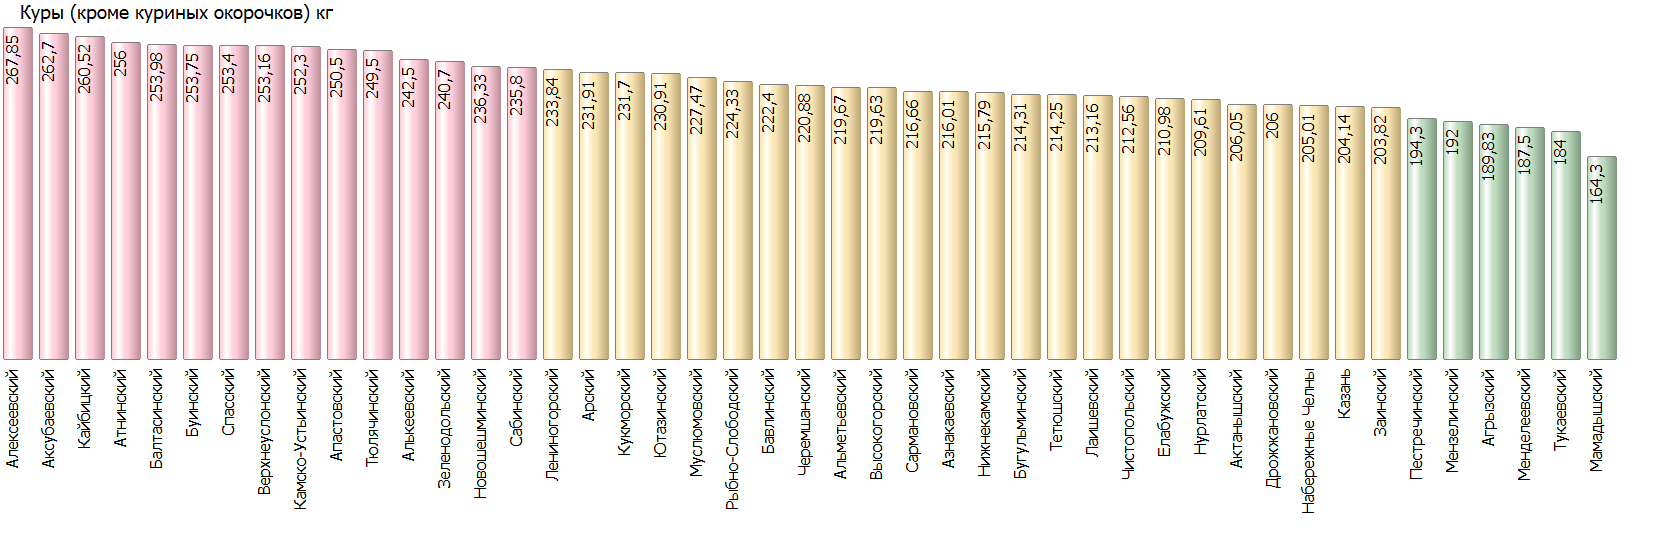 Куры (кроме куриных окорочков) кг
267,85
262,7
260,52
256
253,98
253,75
253,4
253,16
252,3
250,5
249,5
242,5
240,7
236,33
235,8
233,84
231,91
231,7
230,91
227,47
224,33
222,4
220,88
219,67
219,63
216,66
216,01
215,79
214,31
214,25
213,16
212,56
210,98
209,61
206,05
206
205,01
204,14
203,82
194,3
192
189,83
187,5
184
164,3
Алексеевский
Аксубаевский
Кайбицкий
Атнинский
Балтасинский
Буинский
Спасский
Верхнеуслонский
Камско-Устьинский
Апастовский
Тюлячинский
Алькеевский
Зеленодольский
Новошешминский
Сабинский
Лениногорский
Арский
Кукморский
Ютазинский
Муслюмовский
Рыбно-Слободский
Бавлинский
Черемшанский
Альметьевский
Высокогорский
Сармановский
Азнакаевский
Нижнекамский
Бугульминский
Тетюшский
Лаишевский
Чистопольский
Елабужский
Нурлатский
Актанышский
Дрожжановский
Набережные Челны
Казань
Заинский
Пестречинский
Мензелинский
Агрызский
Менделеевский
Тукаевский
Мамадышский